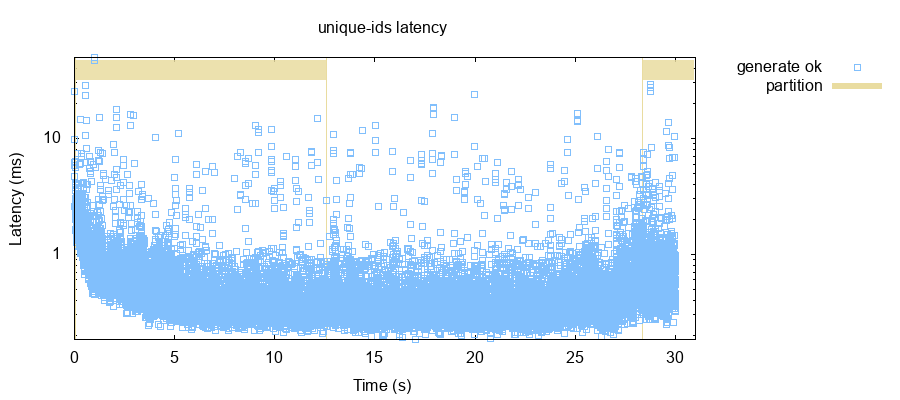 unique-ids latency
generate ok
partition
10
1
Latency (ms)
0
5
10
15
20
25
30
Time (s)